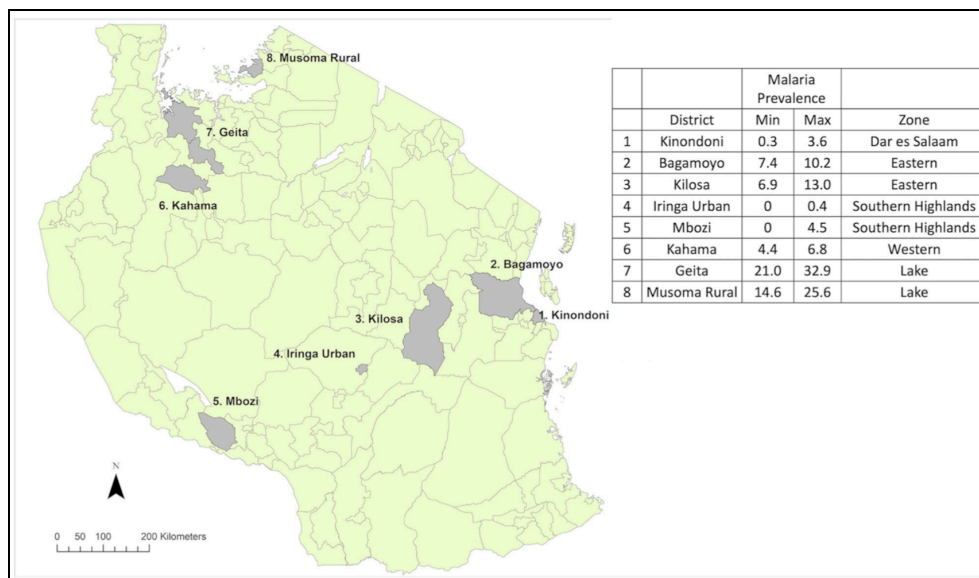 8. Musoma Rural
7. Geita
6. Kahama
2. Bagamoyo
1. Kinondoni
3. Kilosa
4. Iringa Urban
5. Mbozi
N
0 50 100 200 Kilometers
Malaria
Prevalence
District Min Max Zone
1 Kinondoni 0.3 3.6 Dar es Salaam
2 Bagamoyo 7.4 10.2 Eastern
3 Kilosa 6.9 13.0 Eastern
4 Iringa Urban 0 0.4 Southern Highlands
5 Mbozi 0 4.5 Southern Highlands
6 Kahama 4.4 6.8 Western
7 Geita 21.0 32.9 Lake
8 Musoma Rural 14.6 25.6 Lake